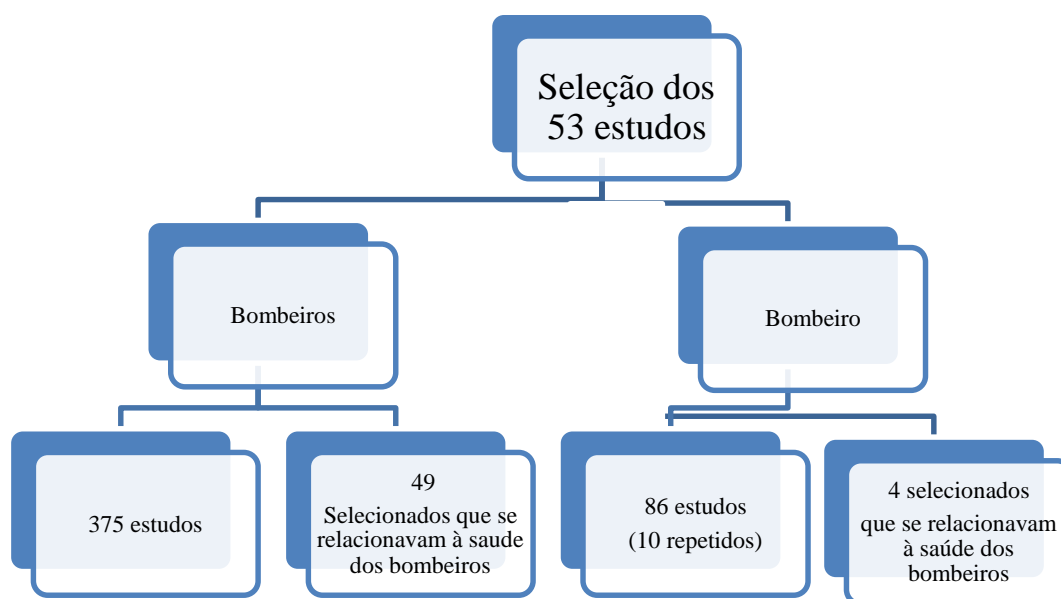 Seleção dos
53 estudos
Bombeiros
Bombeiro
375 estudos
49
Selecionados que se
relacionavam à saude
dos bombeiros
86 estudos
(10 repetidos)
4 selecionados
que se relacionavam
à saúde dos
bombeiros